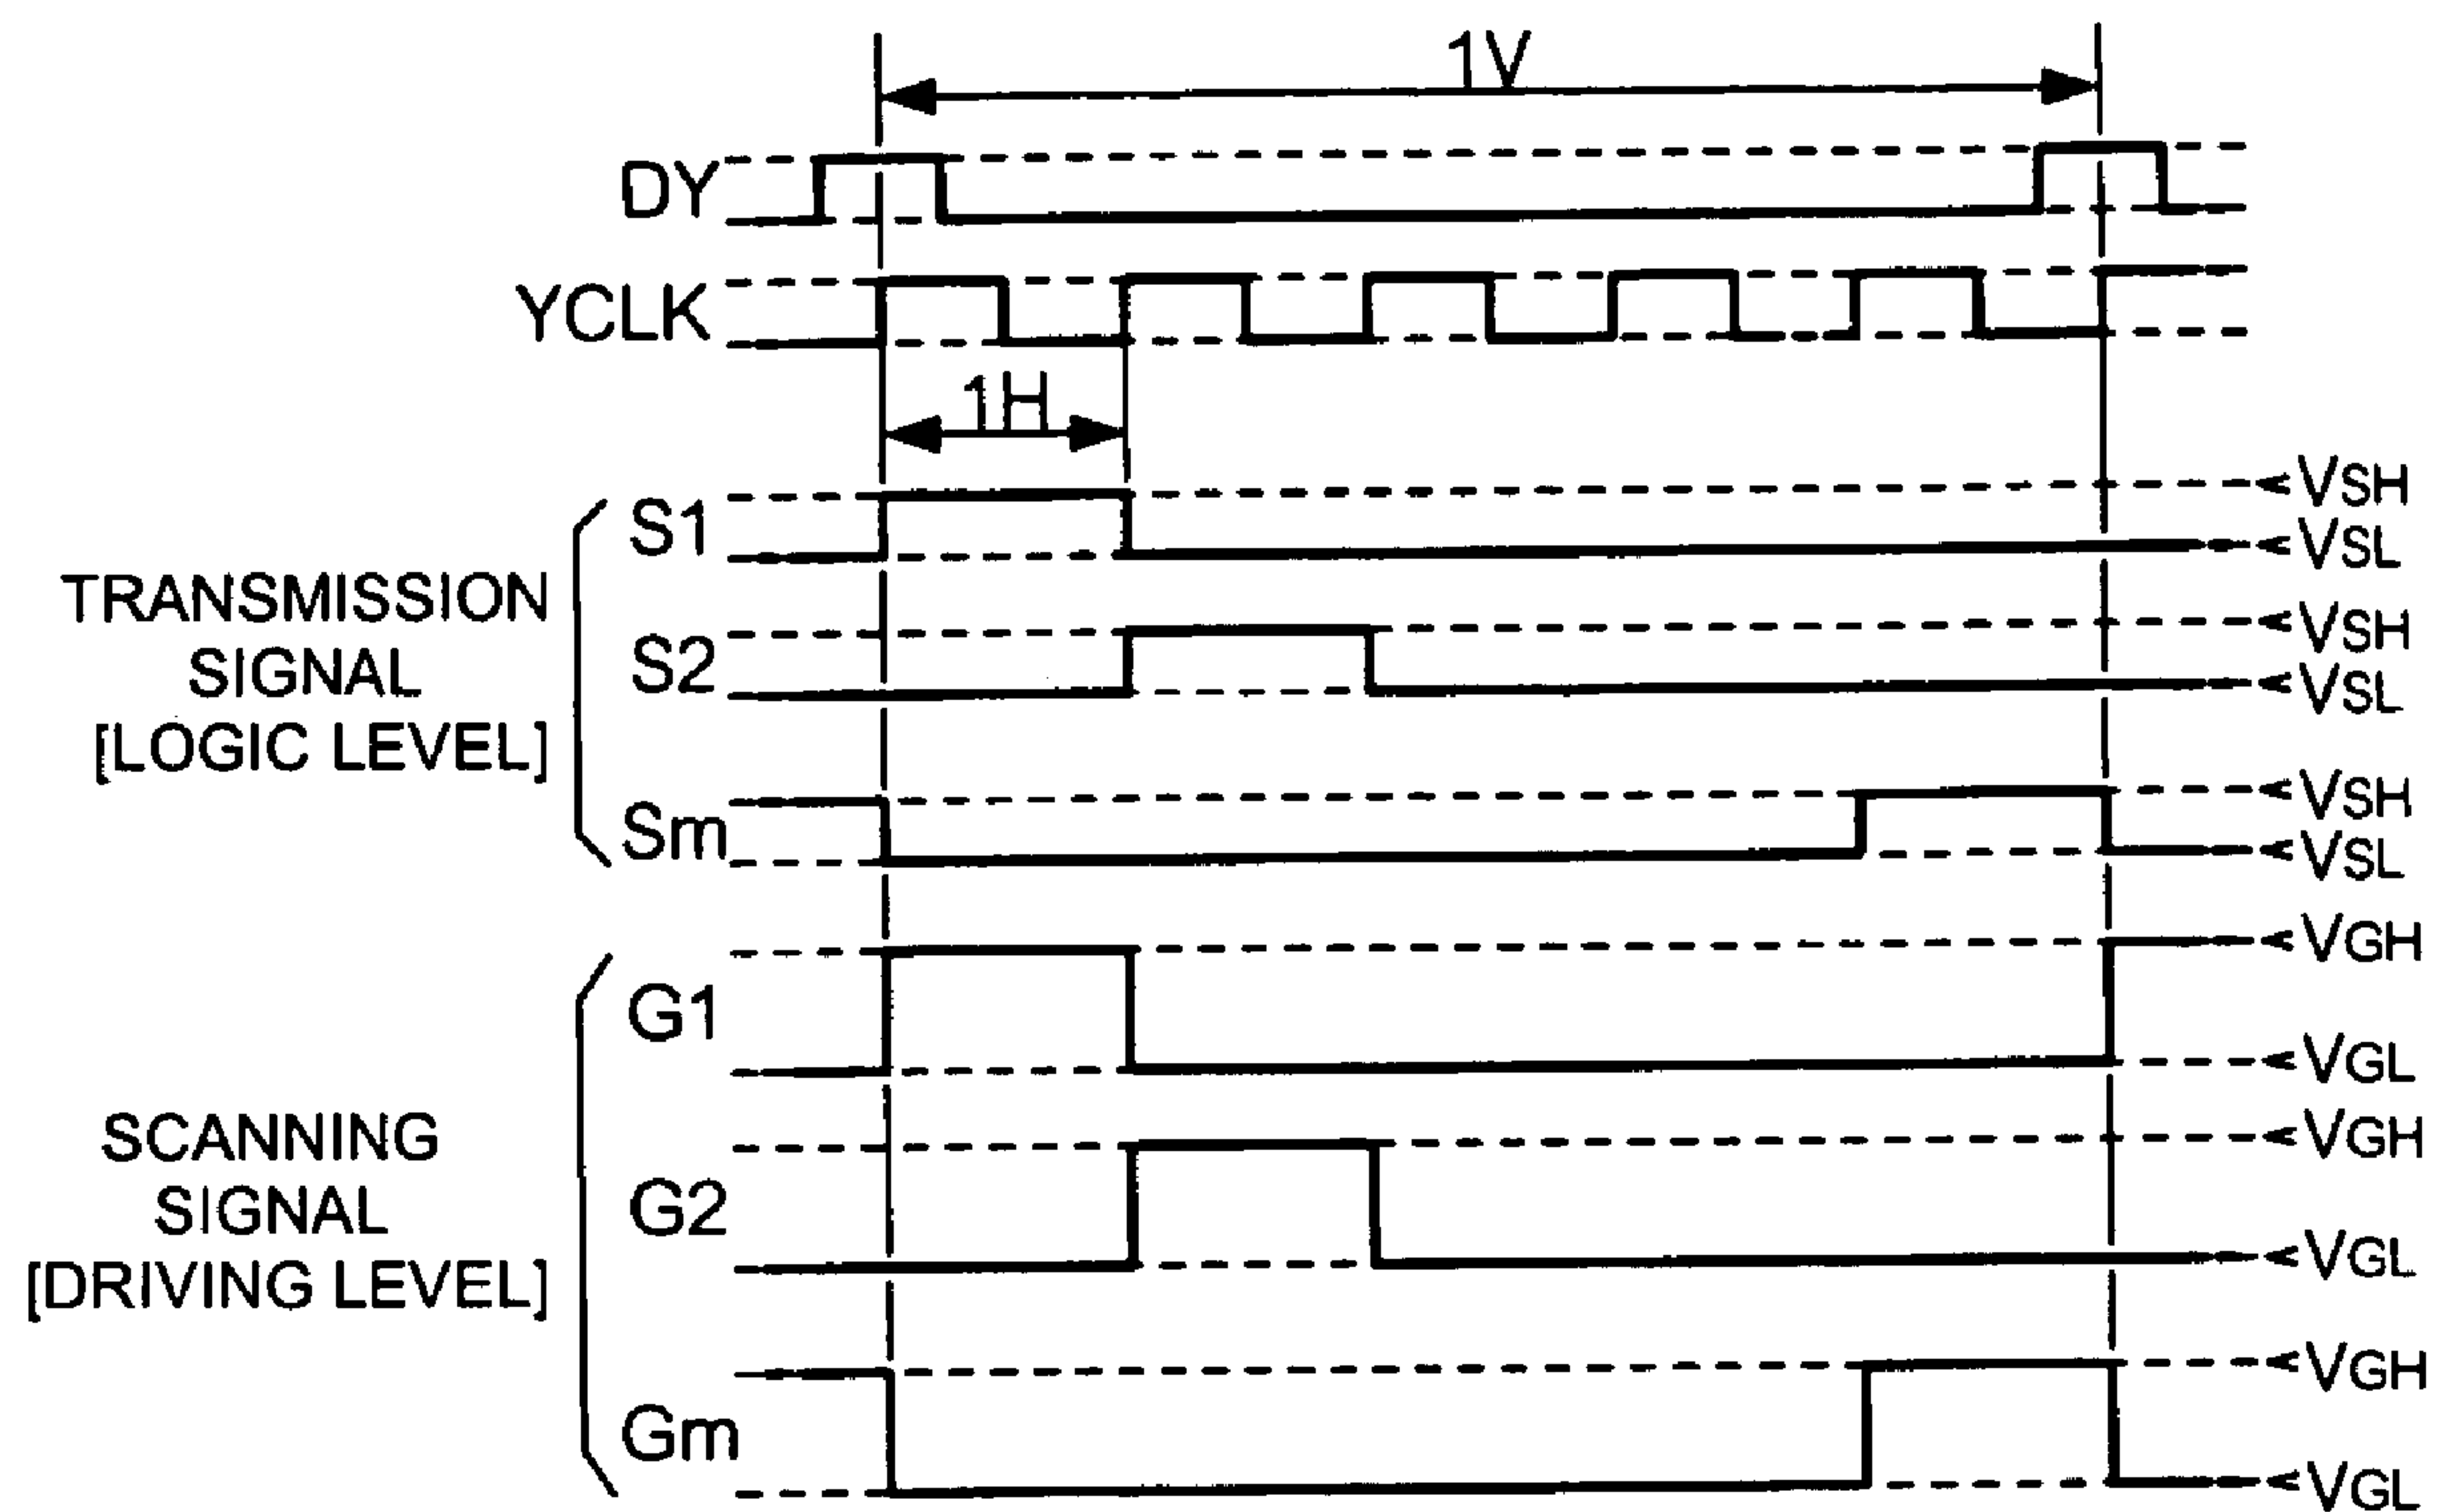 1V
DY
YCLK
1H
S1
VSH
VSL
TRANSMISSION
SIGNAL
[LOGIC LEVEL]
S2
VSH
VSL
Sm
VSH
VSL
G1
VGH
VGL
SCANNING
SIGNAL
[DRIVING LEVEL]
G2
VGH
VGL
Gm
VGH
VGL